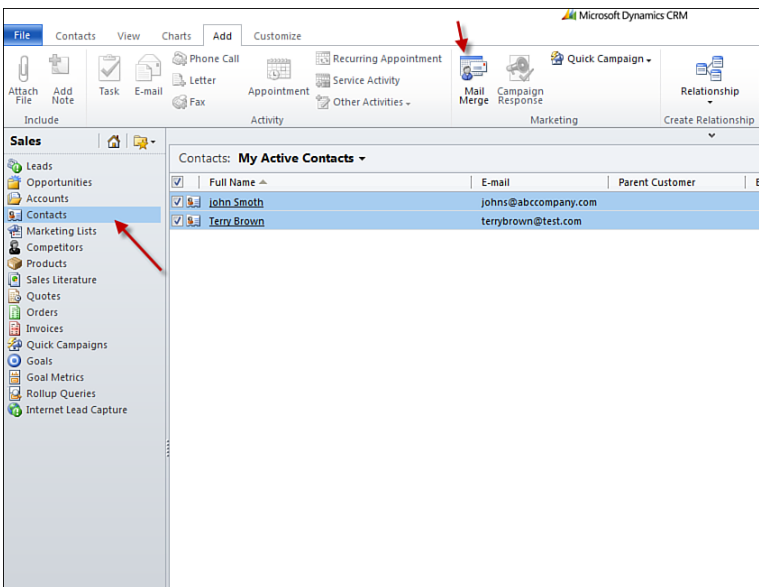 Microsoft Dynamics CRM
File Contacts View Charts Add Customize
Attach File
Add Note
Task
E-mail
Phone Call
Letter
Fax
Appointment
Recurring Appointment
Service Activity
Other Activities
Mail Merge
Campaign Response
Quick Campaign
Relationship
Include Activity Marketing Create Relationship
Sales
Leads
Opportunities
Accounts
Contacts
Marketing Lists
Competitors
Products
Sales Literature
Quotes
Orders
Invoices
Quick Campaigns
Goals
Goal Metrics
Rollup Queries
Internet Lead Capture
Contacts: My Active Contacts
Full Name E-mail Parent Customer
john Smoth johns@abccompany.com
Terry Brown terrybrown@test.com